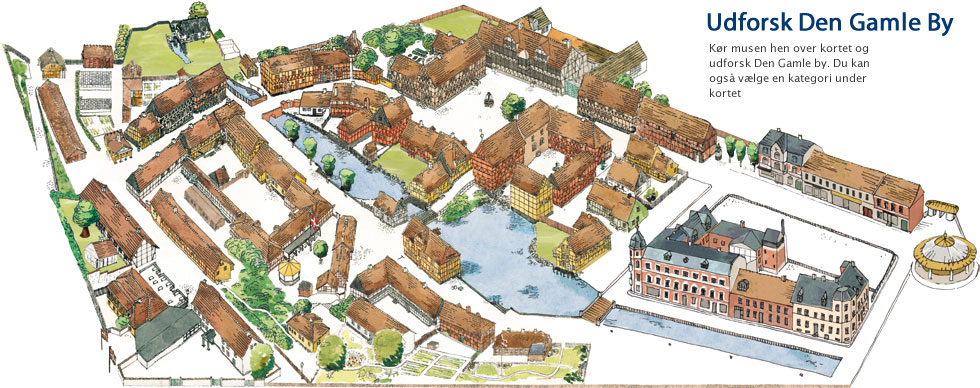 Udforsk Den Gamle By
Kør musen hen over kortet og
udforsk Den Gamle by. Du kan
også vælge en kategori under
kortet